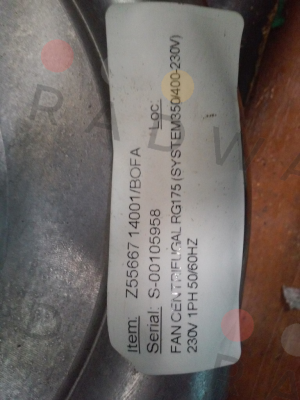 Item: Z55667 14001/BOFA
Serial: S-00105958 Loc:
FAN CENTRIFUGAL RG175 (SYSTEM350/400-230V)
230V 1PH 50/60HZ